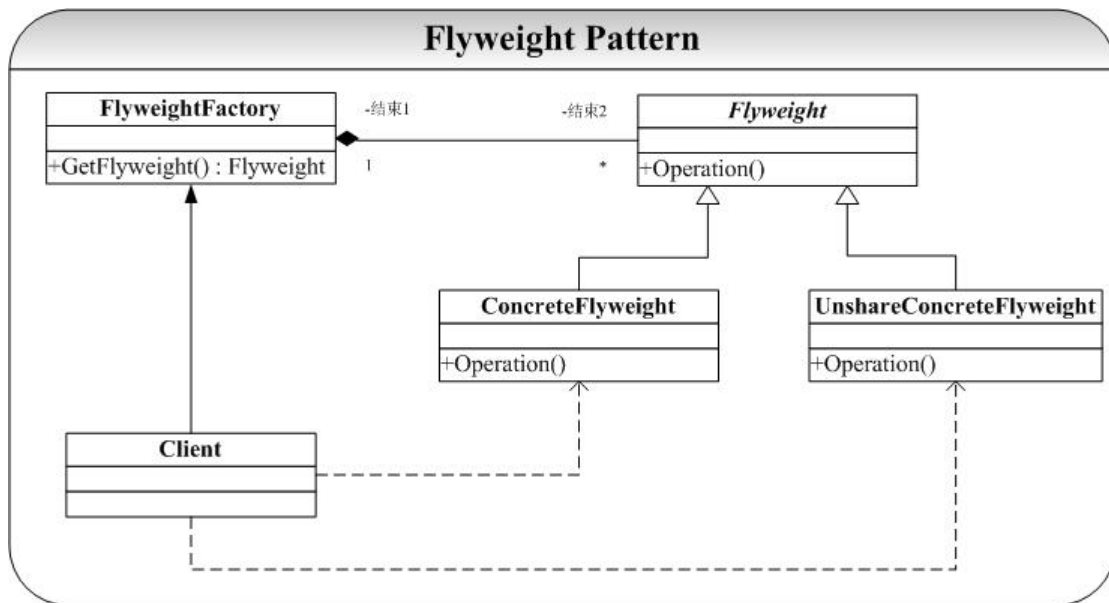 Flyweight Pattern
FlyweightFactory
+GetFlyweight() : Flyweight
-结束1
-结束2
1
*
Flyweight
+Operation()
ConcreteFlyweight
+Operation()
UnshareConcreteFlyweight
+Operation()
Client